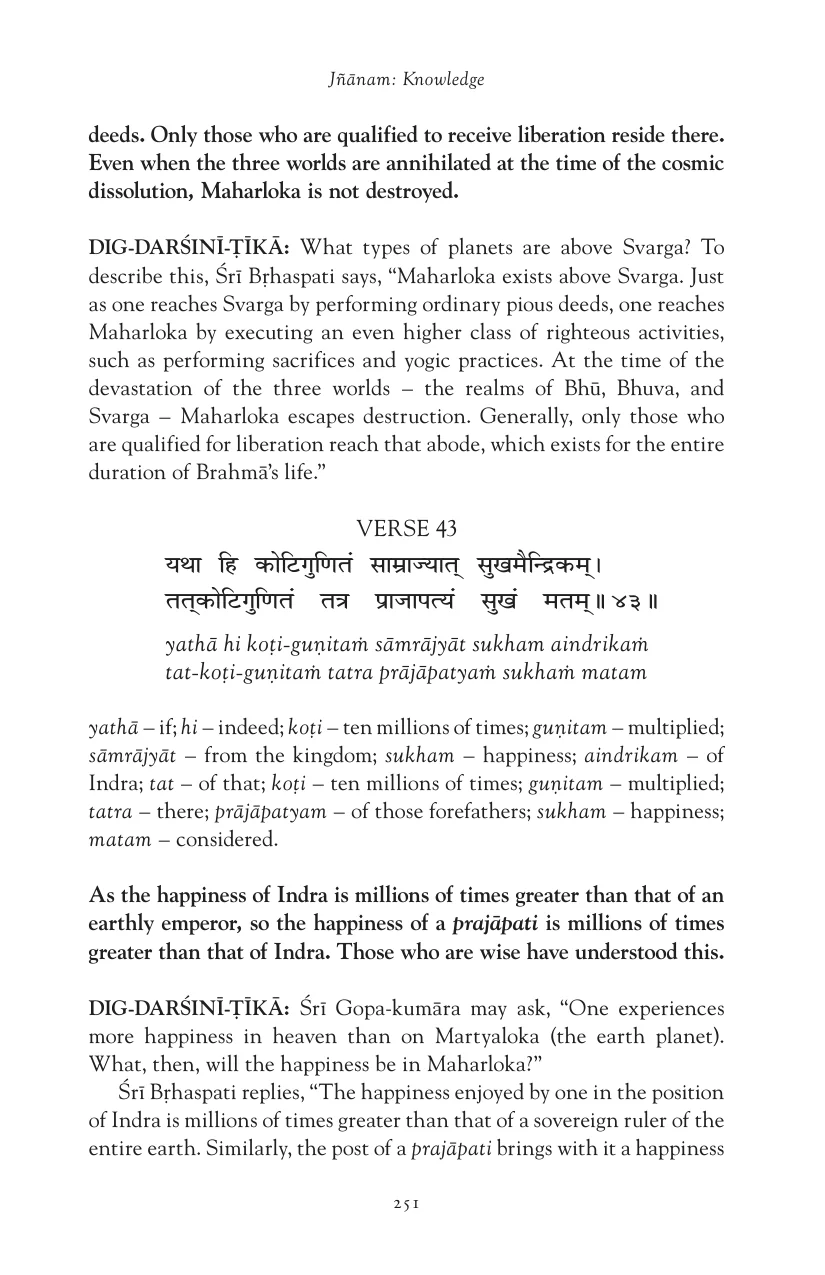 Jñānam: Knowledge
deeds. Only those who are qualified to receive liberation reside there.
Even when the three worlds are annihilated at the time of the cosmic
dissolution, Maharloka is not destroyed.
DIG-DARŚINĪ-ṬĪKĀ: What types of planets are above Svarga? To
describe this, Śrī Bṛhaspati says, “Maharloka exists above Svarga. Just
as one reaches Svarga by performing ordinary pious deeds, one reaches
Maharloka by executing an even higher class of righteous activities,
such as performing sacrifices and yogic practices. At the time of the
devastation of the three worlds – the realms of Bhū, Bhuva, and
Svarga – Maharloka escapes destruction. Generally, only those who
are qualified for liberation reach that abode, which exists for the entire
duration of Brahmā’s life.”
VERSE 43
यथा हि कोटिगुणितं साम्राज्यात् सुखमैन्द्रिकम्।
तत्कोटिगुणितं तत्र प्राजापत्यं सुखं मतम्॥४३॥
yathā hi koṭi-guṇitaṁ sāmrājyāt sukham aindrikaṁ
tat-koṭi-guṇitaṁ tatra prājāpatyaṁ sukhaṁ matam
yathā – if; hi – indeed; koṭi – ten millions of times; guṇitam – multiplied;
sāmrājyāt – from the kingdom; sukham – happiness; aindrikam – of
Indra; tat – of that; koṭi – ten millions of times; guṇitam – multiplied;
tatra – there; prājāpatyam – of those forefathers; sukham – happiness;
matam – considered.
As the happiness of Indra is millions of times greater than that of an
earthly emperor, so the happiness of a prajāpati is millions of times
greater than that of Indra. Those who are wise have understood this.
DIG-DARŚINĪ-ṬĪKĀ: Śrī Gopa-kumāra may ask, “One experiences
more happiness in heaven than on Martyaloka (the earth planet).
What, then, will the happiness be in Maharloka?”
Śrī Bṛhaspati replies, “The happiness enjoyed by one in the position
of Indra is millions of times greater than that of a sovereign ruler of the
entire earth. Similarly, the post of a prajāpati brings with it a happiness
251